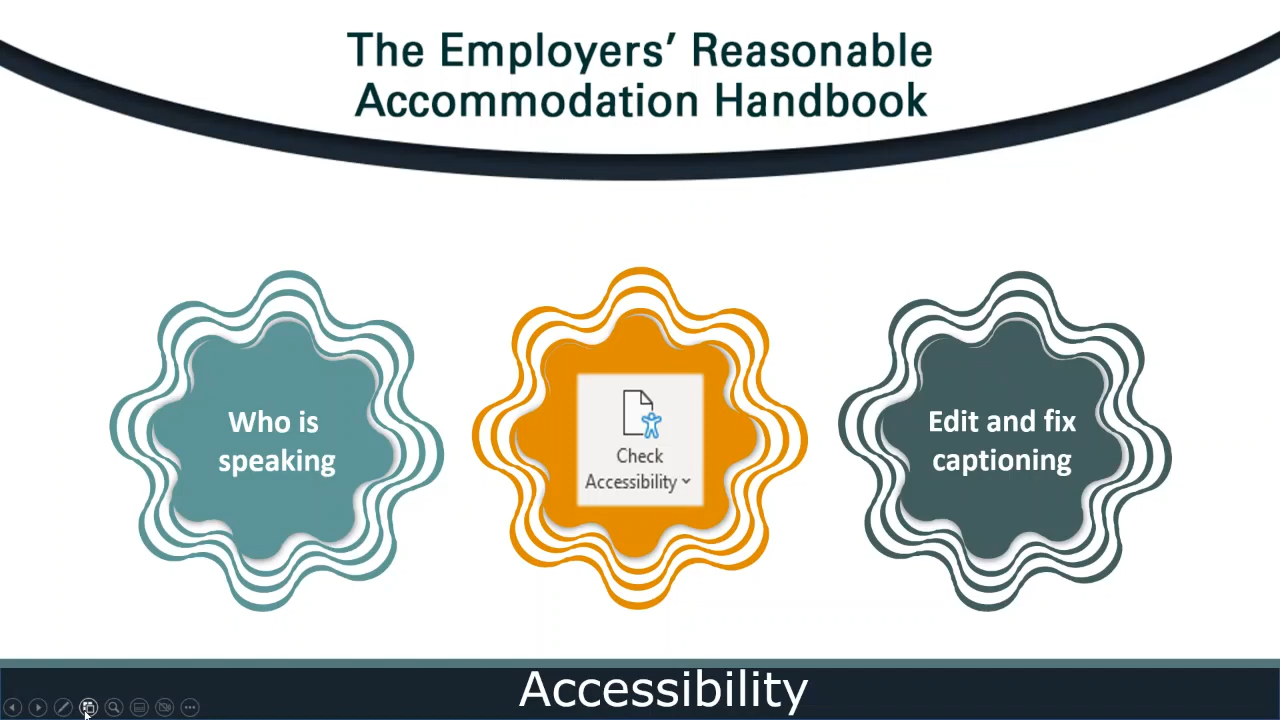 The Employers’ Reasonable
Accommodation Handbook
Who is
speaking
Check
Accessibility
Edit and fix
captioning
Accessibility